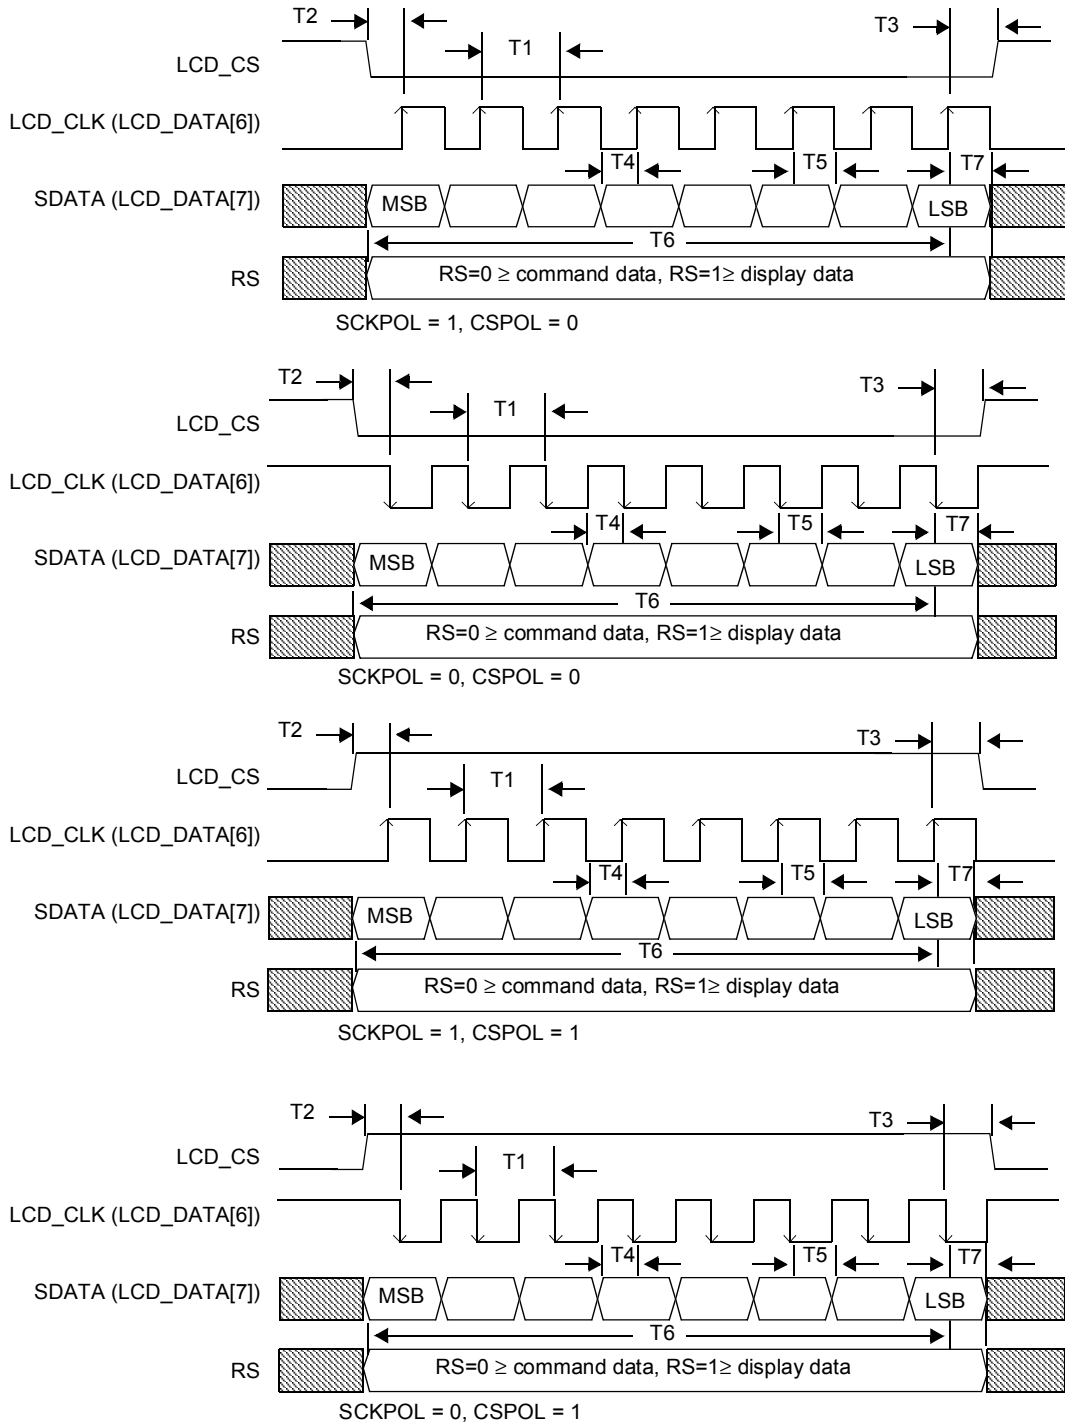 T2
T3
T1
LCD_CS
LCD_CLK (LCD_DATA[6])
T4
T5
T7
SDATA (LCD_DATA[7])
MSB
LSB
T6
RS
RS=0 ≥ command data, RS=1≥ display data
SCKPOL = 1, CSPOL = 0
T2
T3
T1
LCD_CS
LCD_CLK (LCD_DATA[6])
T4
T5
T7
SDATA (LCD_DATA[7])
MSB
LSB
T6
RS
RS=0 ≥ command data, RS=1≥ display data
SCKPOL = 0, CSPOL = 0
T2
T3
T1
LCD_CS
LCD_CLK (LCD_DATA[6])
T4
T5
T7
SDATA (LCD_DATA[7])
MSB
LSB
T6
RS
RS=0 ≥ command data, RS=1≥ display data
SCKPOL = 1, CSPOL = 1
T2
T3
T1
LCD_CS
LCD_CLK (LCD_DATA[6])
T4
T5
T7
SDATA (LCD_DATA[7])
MSB
LSB
T6
RS
RS=0 ≥ command data, RS=1≥ display data
SCKPOL = 0, CSPOL = 1